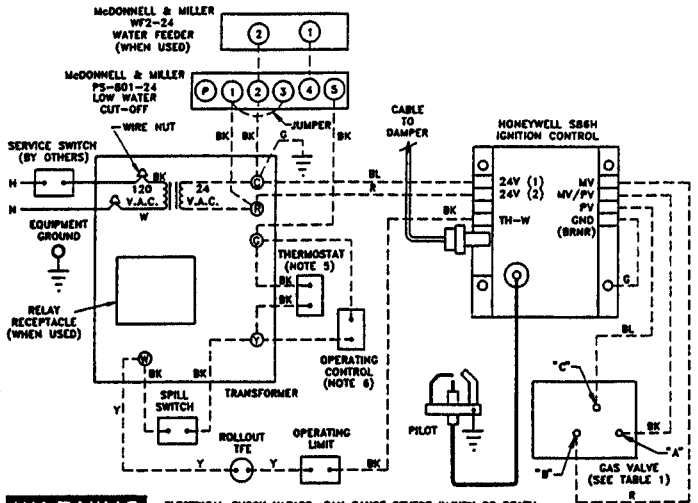 McDONNELL & MILLER
WF2-24
WATER FEEDER
(WHEN USED)
2
1
McDONNELL & MILLER
PS-801-24
LOW WATER
CUT-OFF
P
1
2
3
4
5
JUMPER
BK
BK
G
BK
WIRE NUT
SERVICE SWITCH
(BY OTHERS)
CABLE
TO
DAMPER
HONEYWELL S86H
IGNITION CONTROL
H
BK
120
V.A.C.
24
V.A.C.
C
BL
R
24V (1)
24V (2)
MV
MV/PV
PV
N
W
R
BK
TH-W
GND
(BRNR)
EQUIPMENT
GROUND
G
THERMOSTAT
(NOTE 5)
BK
BK
G
RELAY
RECEPTACLE
(WHEN USED)
Y
OPERATING
CONTROL
(NOTE 6)
BL
W
BK
BK
TRANSFORMER
"C"
Y
SPILL
SWITCH
PILOT
BK
ROLLOUT
TFE
OPERATING
LIMIT
"B"
"A"
Y
Y
BK
GAS VALVE
(SEE TABLE 1)
R